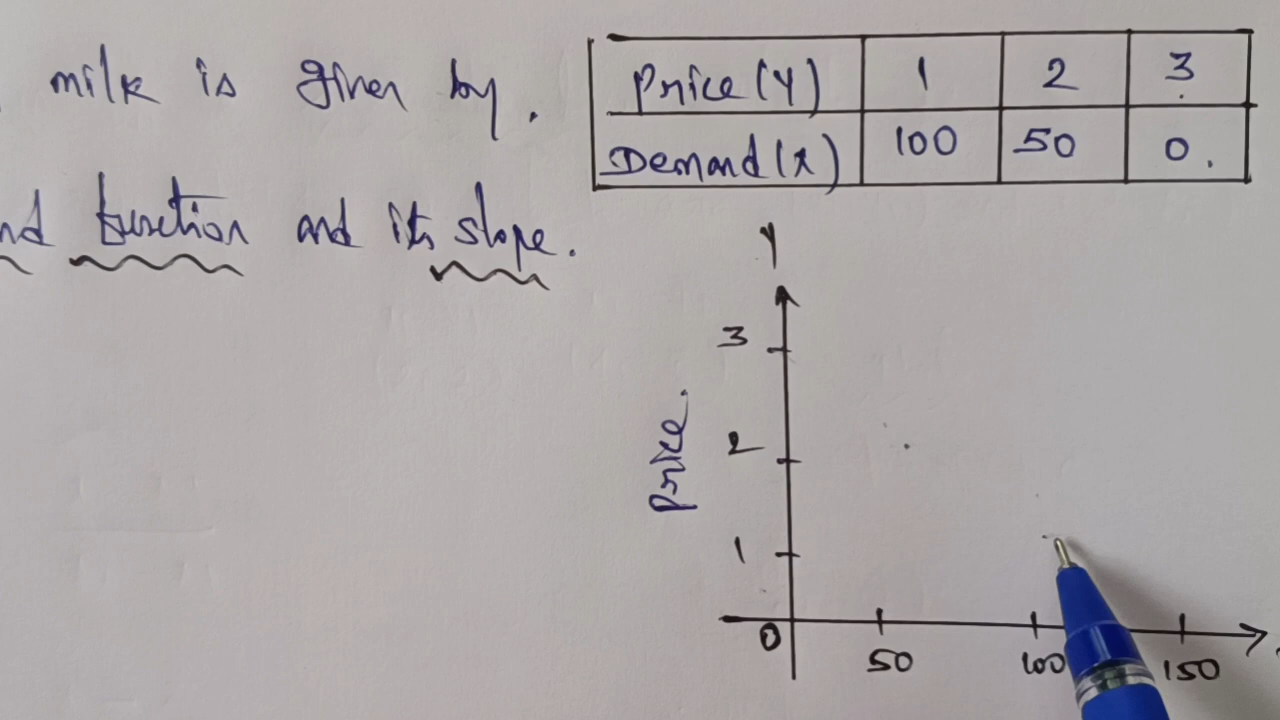 milk is given by.
Price (Y) 1 2 3
Demand (X) 100 50 0.
nd function and its slope.
Y
3
Price.
2
1
0 50 100 150